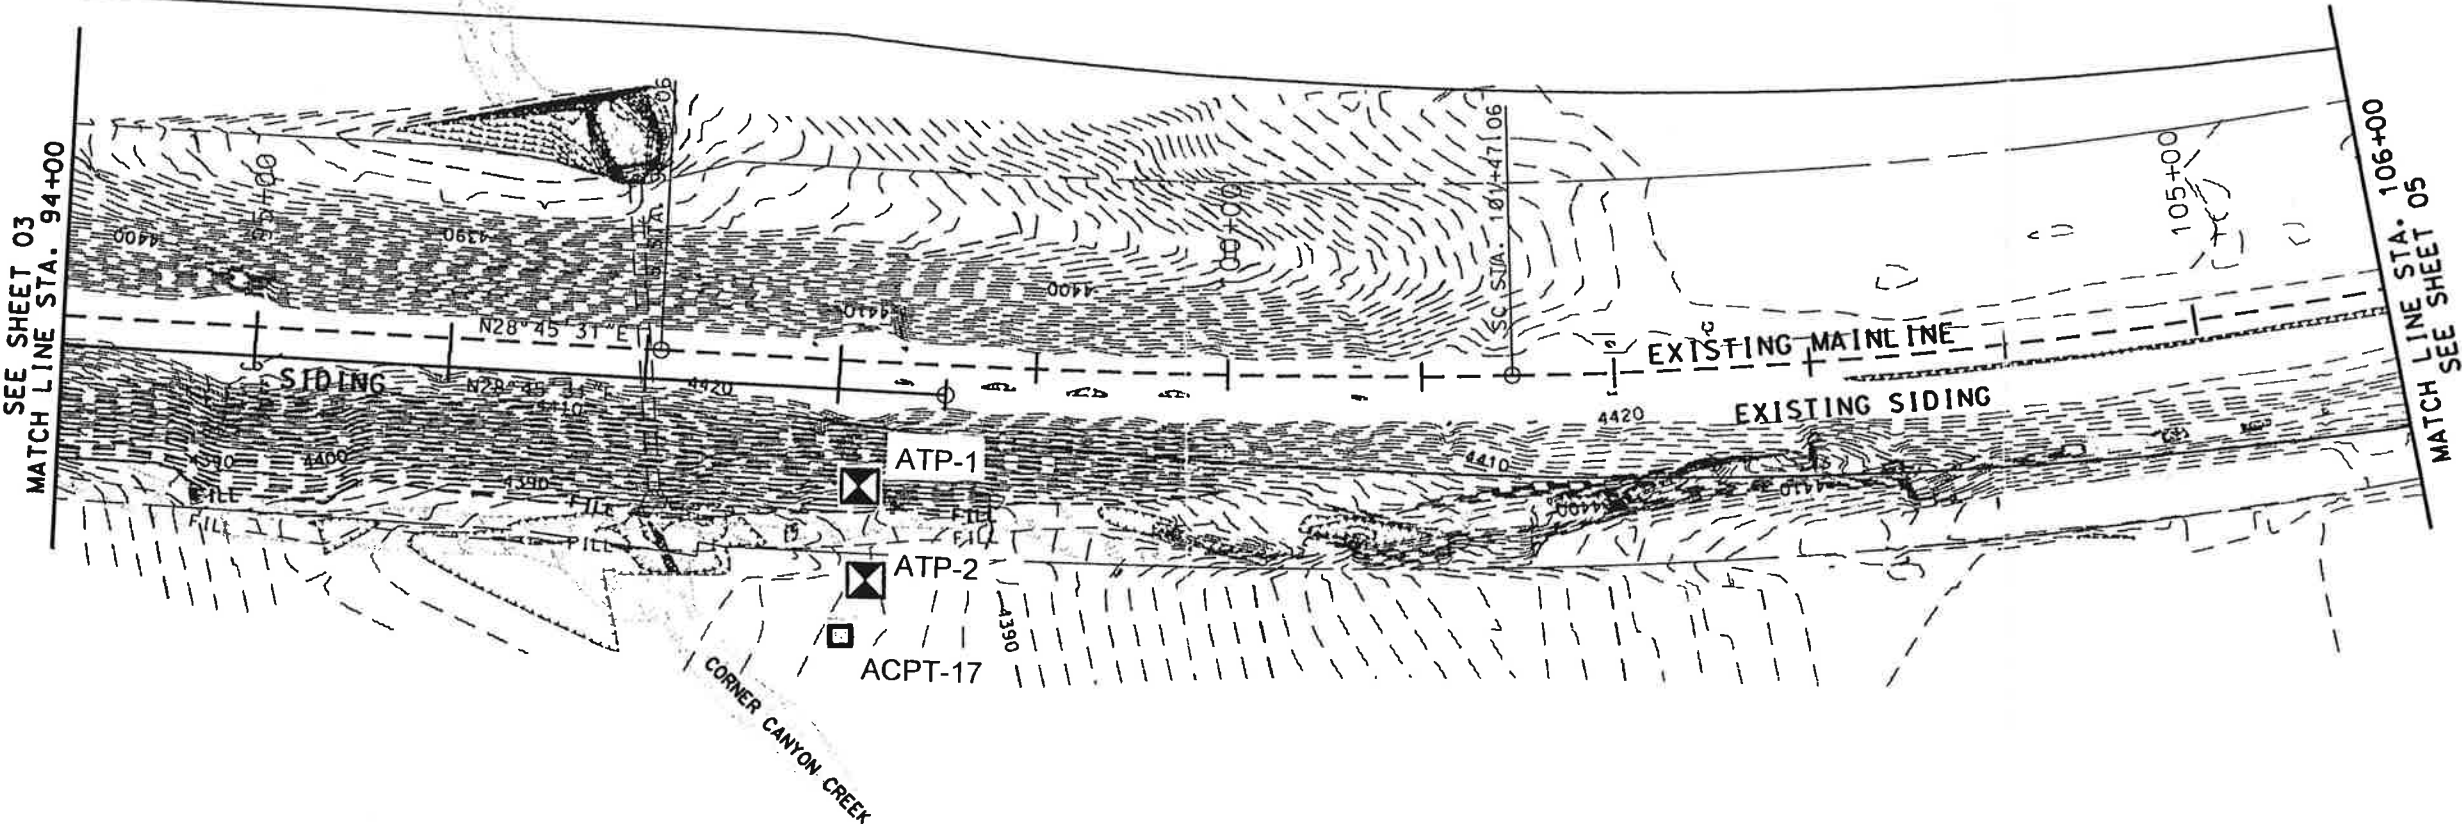 SEE SHEET 03
MATCH LINE STA. 94+00
4400
4390
N28°45'31"E
SIDING
N28°45'31"E
4420
4410
4390
4400
4390
FILL
FILL
FILL
FILL
FILL
FILL
4410
4400
ATP-1
ATP-2
ACPT-17
4390
CORNER CANYON CREEK
SC STA. 101+47.06
EXISTING MAINLINE
EXISTING SIDING
4420
4410
4400
4410
105+00
MATCH LINE STA. 106+00
SEE SHEET 05